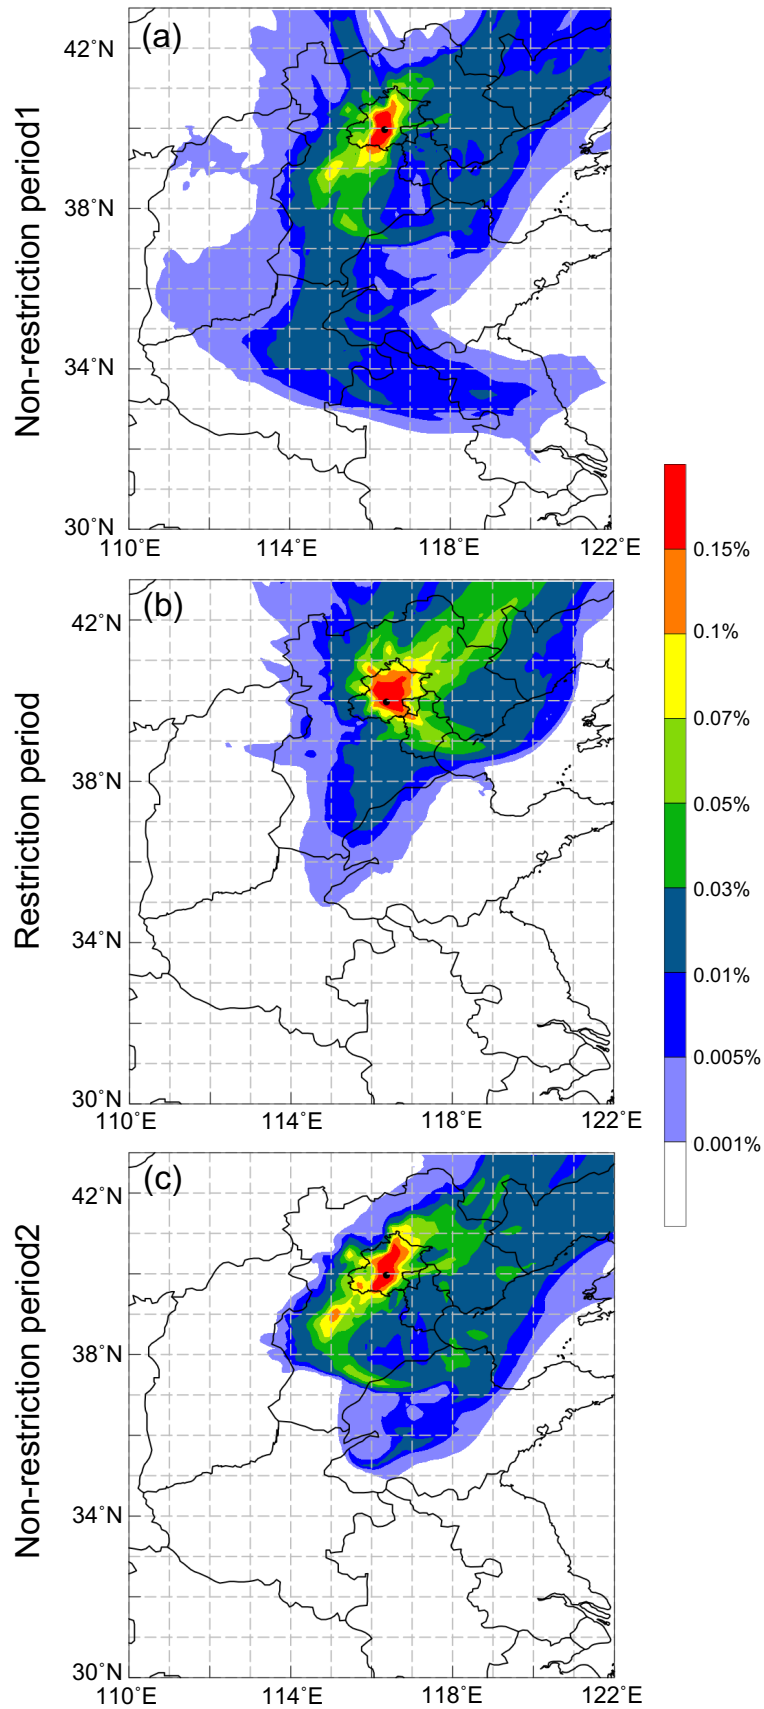 Non-restriction period1
(a)
42°N
38°N
34°N
30°N
110°E
114°E
118°E
122°E
Restriction period
(b)
42°N
38°N
34°N
30°N
110°E
114°E
118°E
122°E
Non-restriction period2
(c)
42°N
38°N
34°N
30°N
110°E
114°E
118°E
122°E
0.15%
0.1%
0.07%
0.05%
0.03%
0.01%
0.005%
0.001%